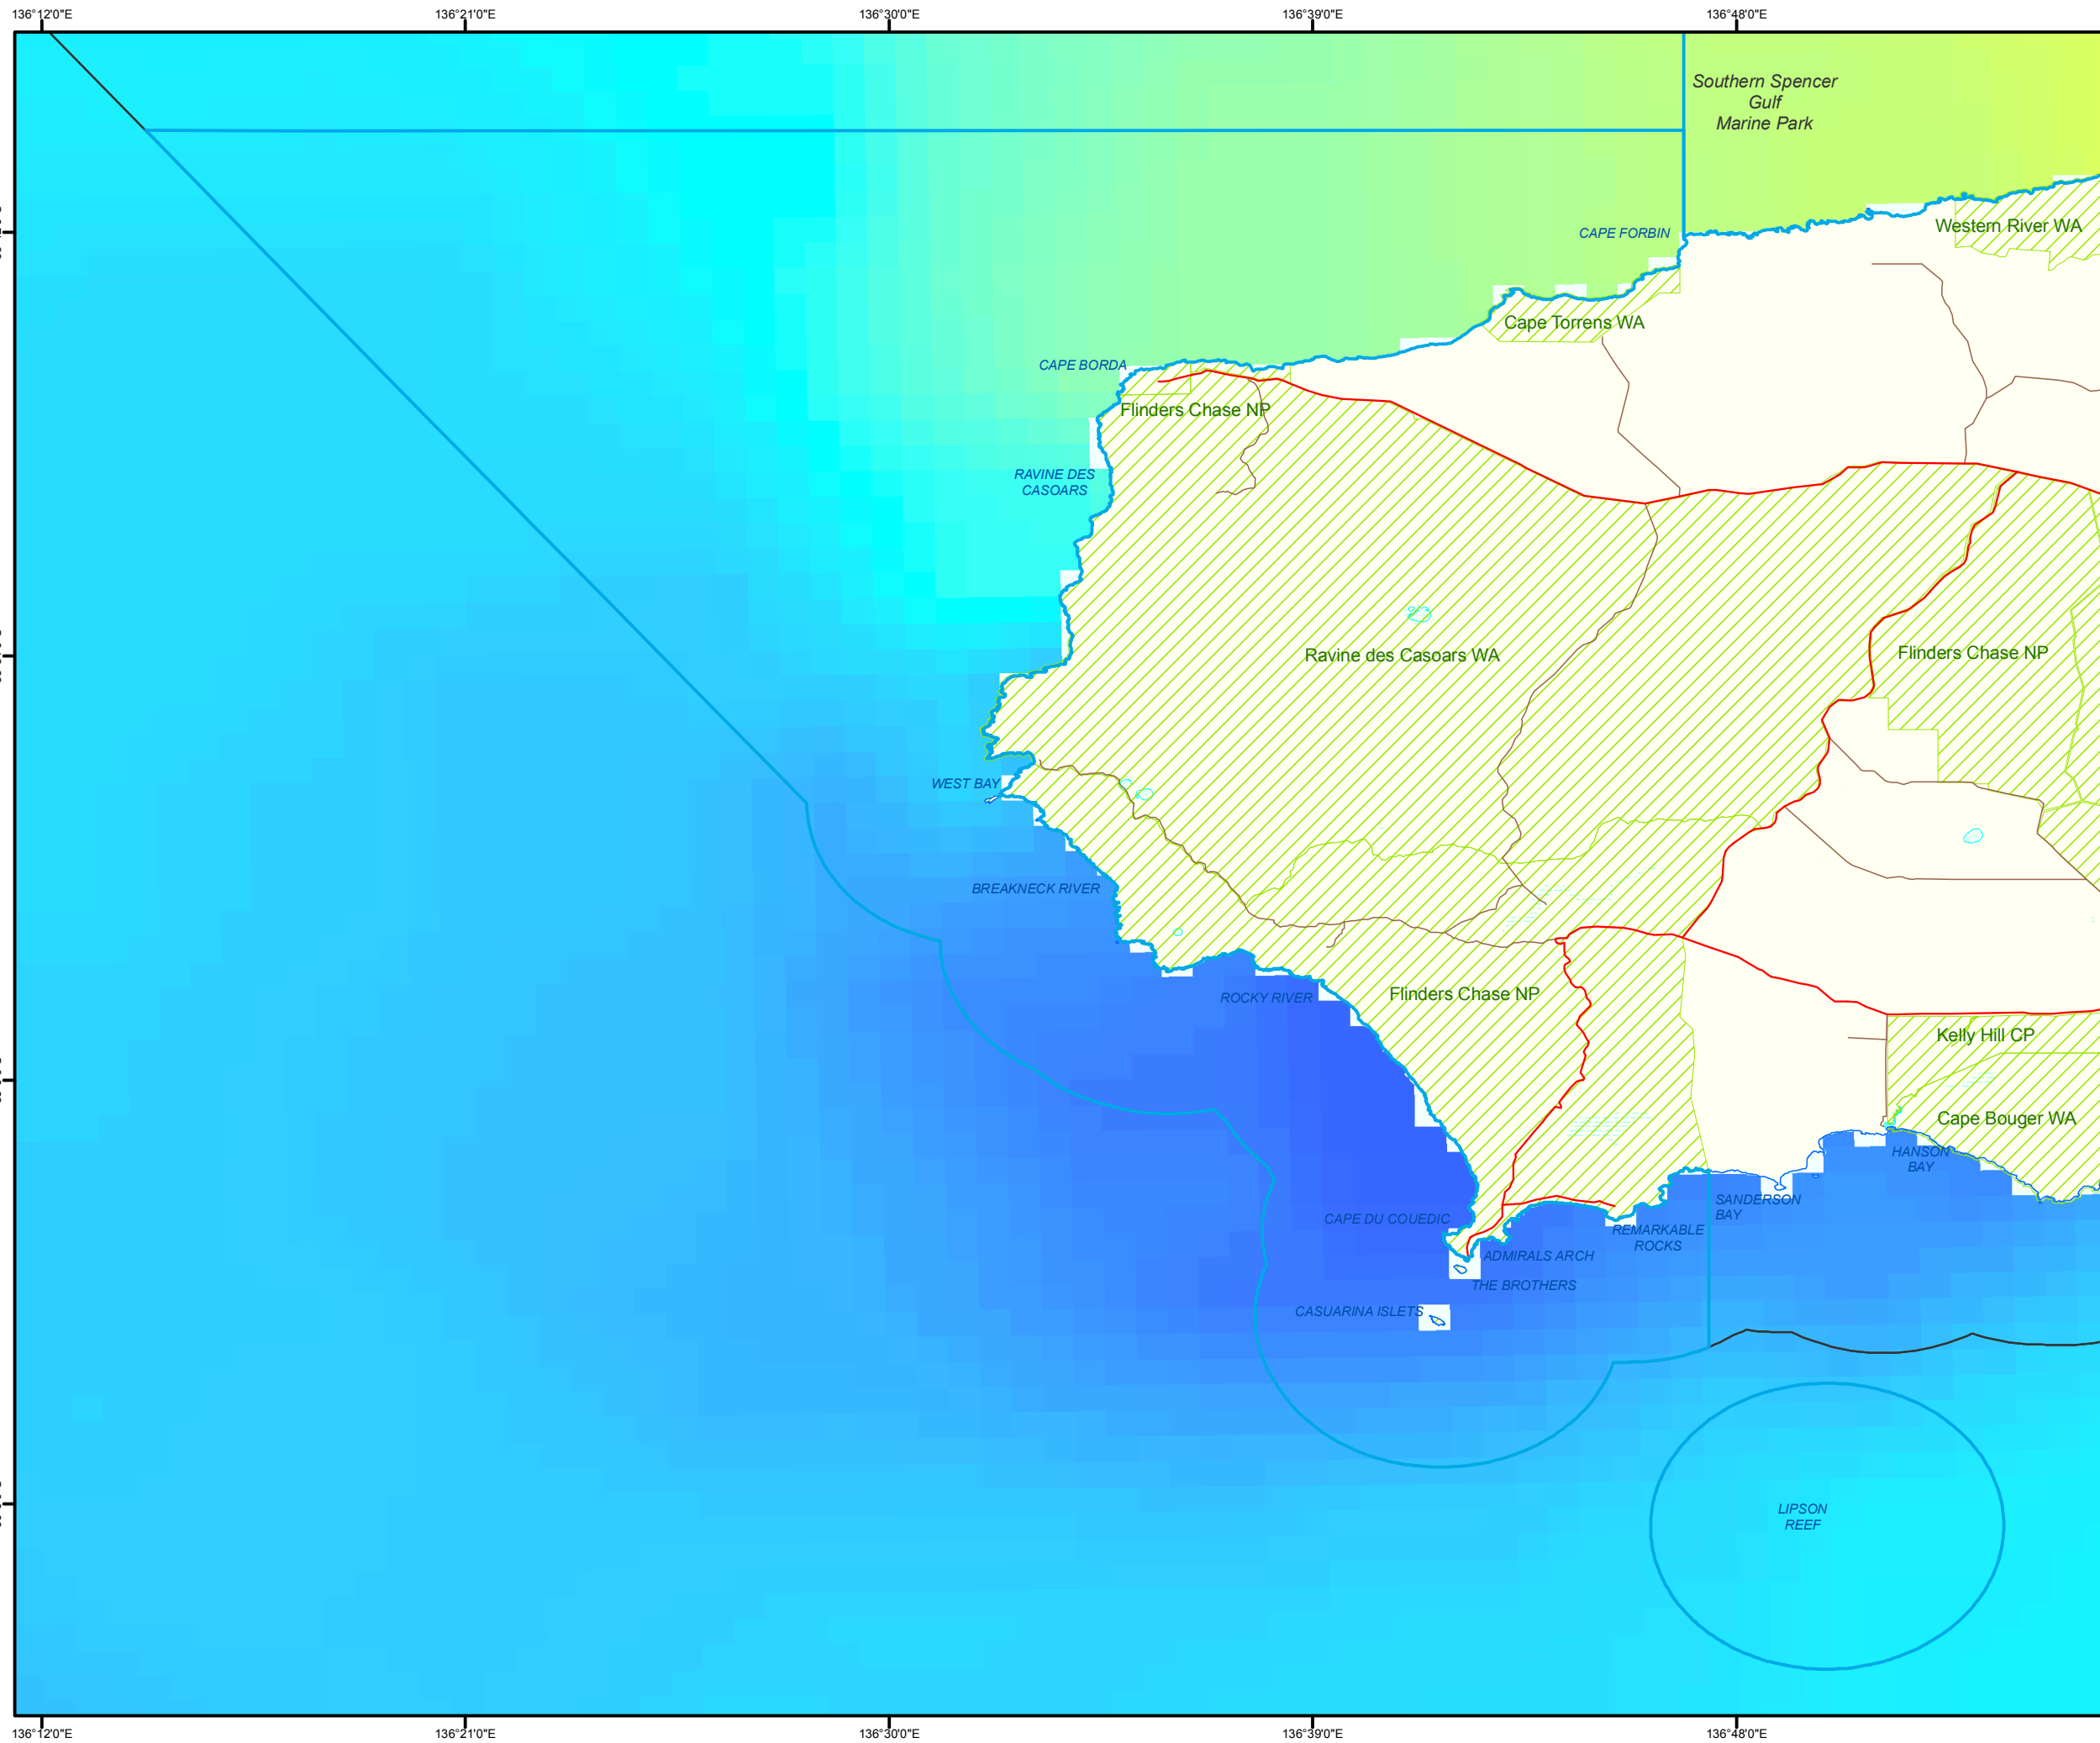 136°12'0"E
136°21'0"E
136°30'0"E
136°39'0"E
136°48'0"E
Southern Spencer
Gulf
Marine Park
Western River WA
CAPE FORBIN
Cape Torrens WA
CAPE BORDA
Flinders Chase NP
RAVINE DES
CASOARS
Ravine des Casoars WA
Flinders Chase NP
WEST BAY
BREAKNECK RIVER
ROCKY RIVER
Flinders Chase NP
Kelly Hill CP
Cape Bouger WA
HANSON
BAY
SANDERSON
BAY
CAPE DU COUEDIC
REMARKABLE
ROCKS
ADMIRALS ARCH
THE BROTHERS
CASUARINA ISLETS
LIPSON
REEF
136°12'0"E
136°21'0"E
136°30'0"E
136°39'0"E
136°48'0"E